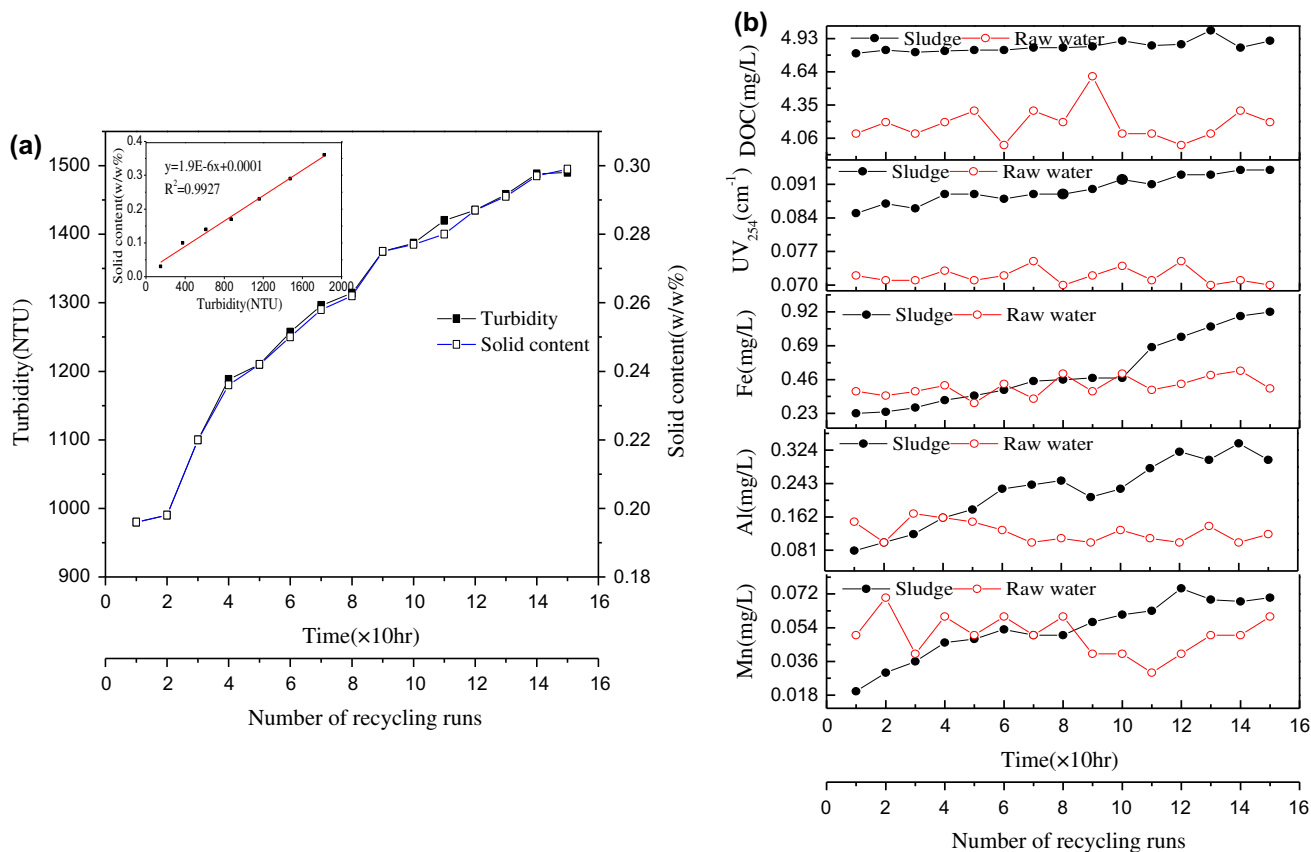 (a)
1500
1400
1300
1200
1100
1000
900
Turbidity(NTU)
0.30
0.28
0.26
0.24
0.22
0.20
0.18
Solid content(w/w%)
0 2 4 6 8 10 12 14 16
Time(×10hr)
0 2 4 6 8 10 12 14 16
Number of recycling runs
Turbidity
Solid content
0.4
0.3
0.2
0.1
0.0
Solid content(w/w%)
y=1.9E-6x+0.0001
R²=0.9927
400 800 1200 1600 2000
Turbidity(NTU)
(b)
Sludge Raw water
4.93
4.64
4.35
4.06
DOC(mg/L)
Sludge Raw water
0.091
0.084
0.077
0.070
UV₂₅₄(cm⁻¹)
Sludge Raw water
0.92
0.69
0.46
0.23
Fe(mg/L)
Sludge Raw water
0.324
0.243
0.162
0.081
Al(mg/L)
Sludge Raw water
0.072
0.054
0.036
0.018
Mn(mg/L)
0 2 4 6 8 10 12 14 16
Time(×10hr)
0 2 4 6 8 10 12 14 16
Number of recycling runs